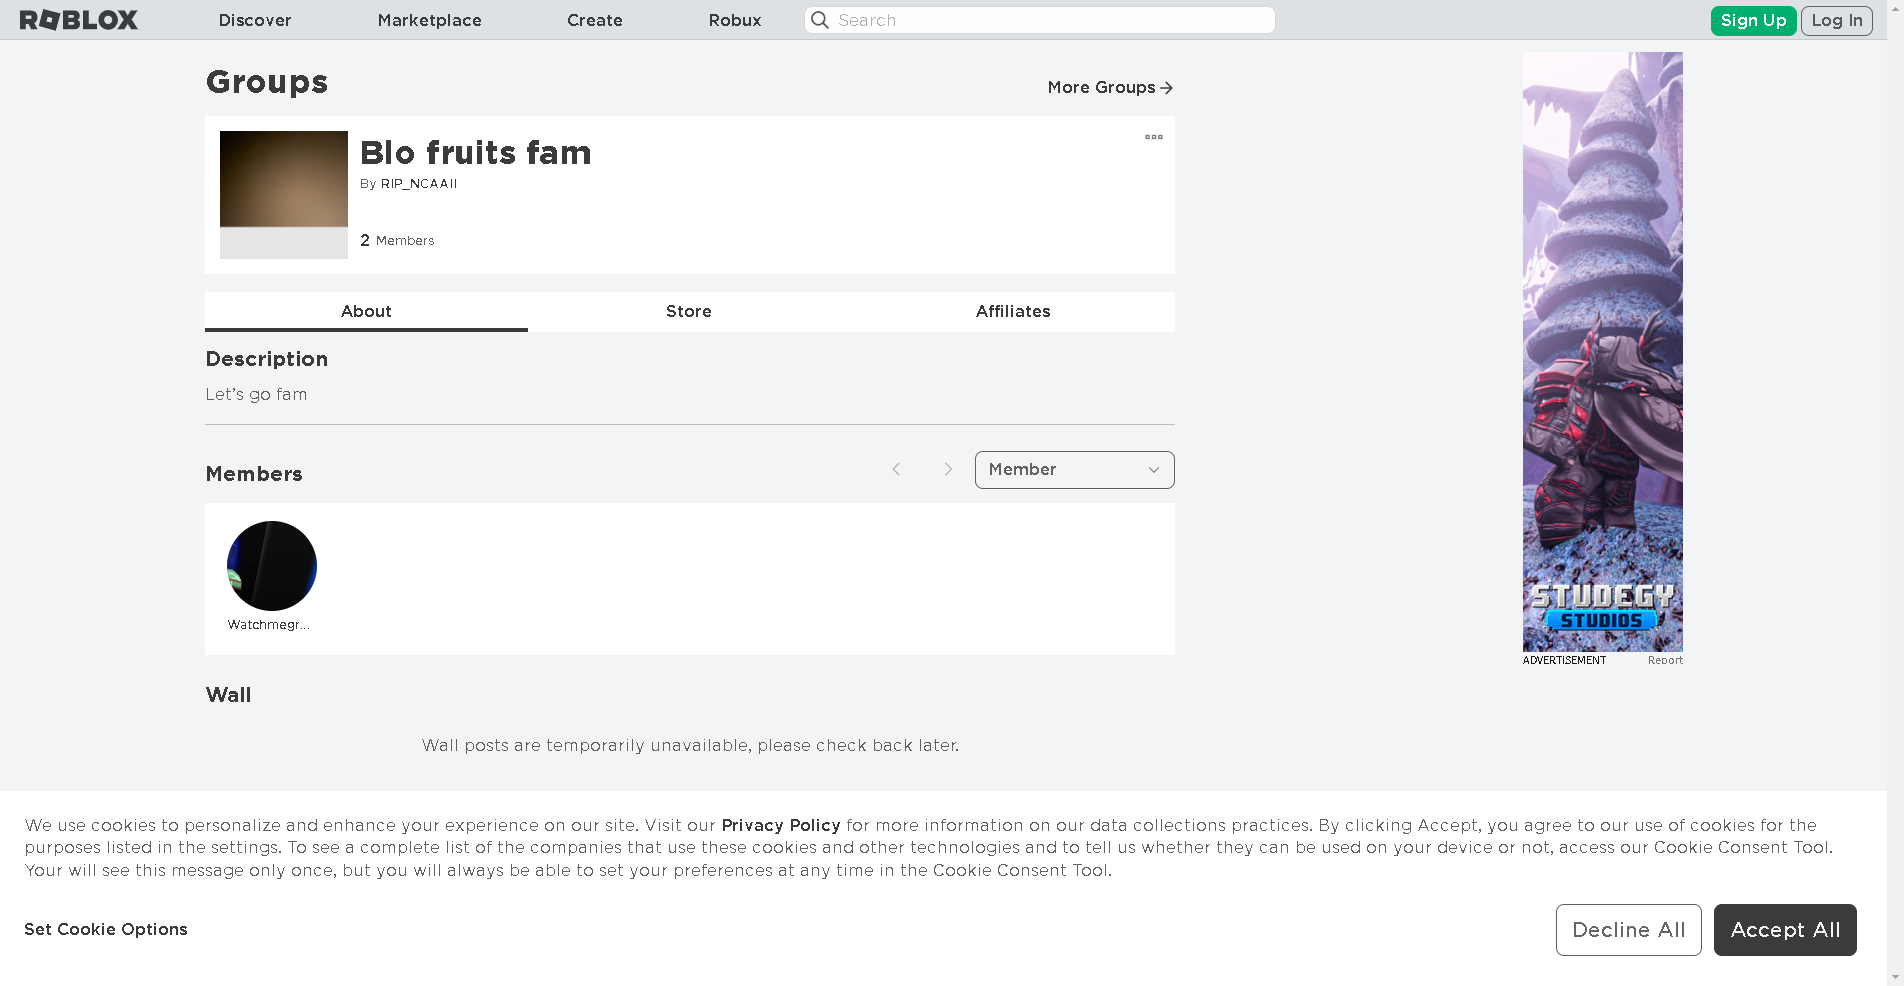 ROBLOX Discover Marketplace Create Robux Search Sign Up Log In
Groups
More Groups
Blo fruits fam
By RIP_NCAAII
2 Members
About Store Affiliates
Description
Let's go fam
Members
Member
Watchmegr...
Wall
Wall posts are temporarily unavailable, please check back later.
STUDEGY
STUDIOS
ADVERTISEMENT Report
We use cookies to personalize and enhance your experience on our site. Visit our Privacy Policy for more information on our data collections practices. By clicking Accept, you agree to our use of cookies for the
purposes listed in the settings. To see a complete list of the companies that use these cookies and other technologies and to tell us whether they can be used on your device or not, access our Cookie Consent Tool.
Your will see this message only once, but you will always be able to set your preferences at any time in the Cookie Consent Tool.
Set Cookie Options
Decline All
Accept All